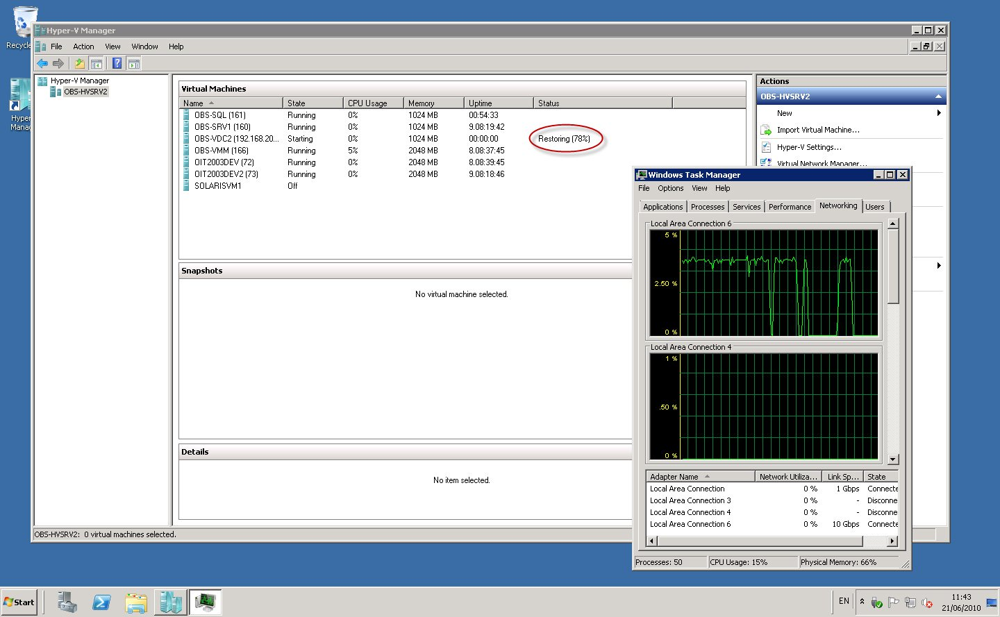 Recycle
Hyper-V Manager
File Action View Window Help
Hyper-V Manager
OBS-HVSRV2
Hyper
Manag
Virtual Machines
Name State CPU Usage Memory Uptime Status
OBS-SQL (161) Running 0% 1024 MB 00:54:33
OBS-SRV1 (160) Running 0% 1024 MB 9.08:19:42
OBS-VDC2 (192.168.20... Starting 0% 1024 MB 00:00:00 Restoring (78%)
OBS-VMM (166) Running 5% 2048 MB 8.08:37:45
OIT2003DEV (72) Running 0% 2048 MB 8.08:39:45
OIT2003DEV2 (73) Running 0% 2048 MB 9.08:18:46
SOLARISVM1 Off
Snapshots
No virtual machine selected.
Details
No item selected.
Actions
OBS-HVSRV2
New
Import Virtual Machine...
Hyper-V Settings...
Virtual Network Manager...
Windows Task Manager
File Options View Help
Applications Processes Services Performance Networking Users
Local Area Connection 6
5 %
2.50 %
0 %
Local Area Connection 4
1 %
.50 %
0 %
Adapter Name Network Utiliza... Link Sp... State
Local Area Connection 0 % 1 Gbps Connecte
Local Area Connection 3 0 % - Disconne
Local Area Connection 4 0 % - Disconne
Local Area Connection 6 0 % 10 Gbps Connecte
Processes: 50 CPU Usage: 15% Physical Memory: 66%
OBS-HVSRV2: 0 virtual machines selected.
Start
EN
11:43
21/06/2010